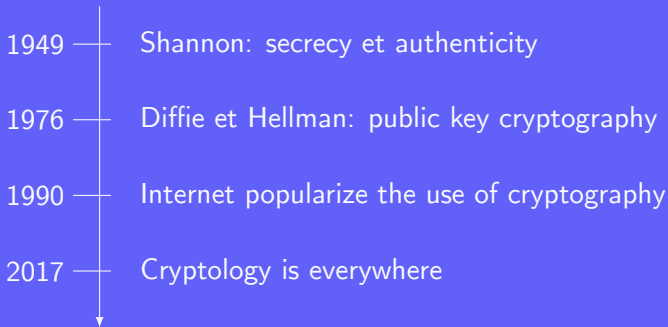 1949 Shannon: secrecy et authenticity
1976 Diffie et Hellman: public key cryptography
1990 Internet popularize the use of cryptography
2017 Cryptology is everywhere